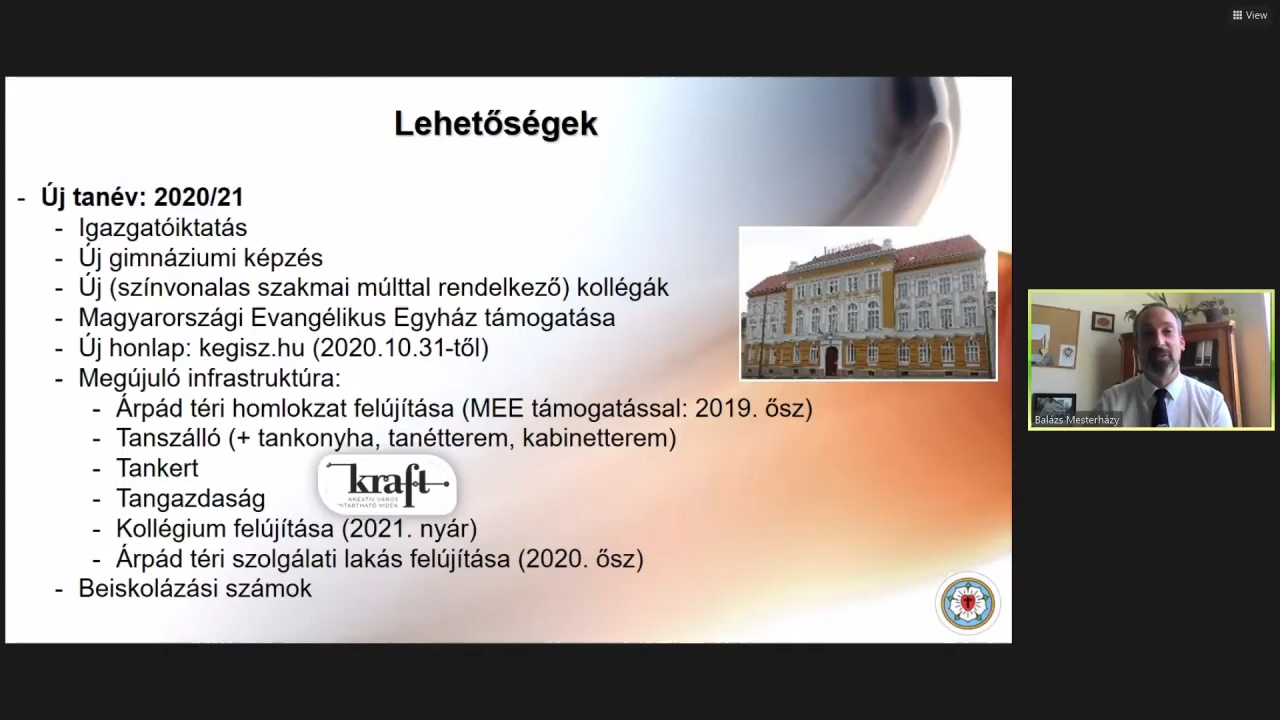 View
Lehetőségek
- Új tanév: 2020/21
- Igazgatóiktatás
- Új gimnáziumi képzés
- Új (színvonalas szakmai múlttal rendelkező) kollégák
- Magyarországi Evangélikus Egyház támogatása
- Új honlap: kegisz.hu (2020.10.31-től)
- Megújuló infrastruktúra:
- Árpád téri homlokzat felújítása (MEE támogatással: 2019. ősz)
- Tanszálló (+ tankonyha, tanétterem, kabinetterem)
- Tankert
- Tangazdaság
kraft
KREATÍV VÁROS
NTARTHATÓ VIDÉK
- Kollégium felújítása (2021. nyár)
- Árpád téri szolgálati lakás felújítása (2020. ősz)
- Beiskolázási számok
Balázs Mesterházy